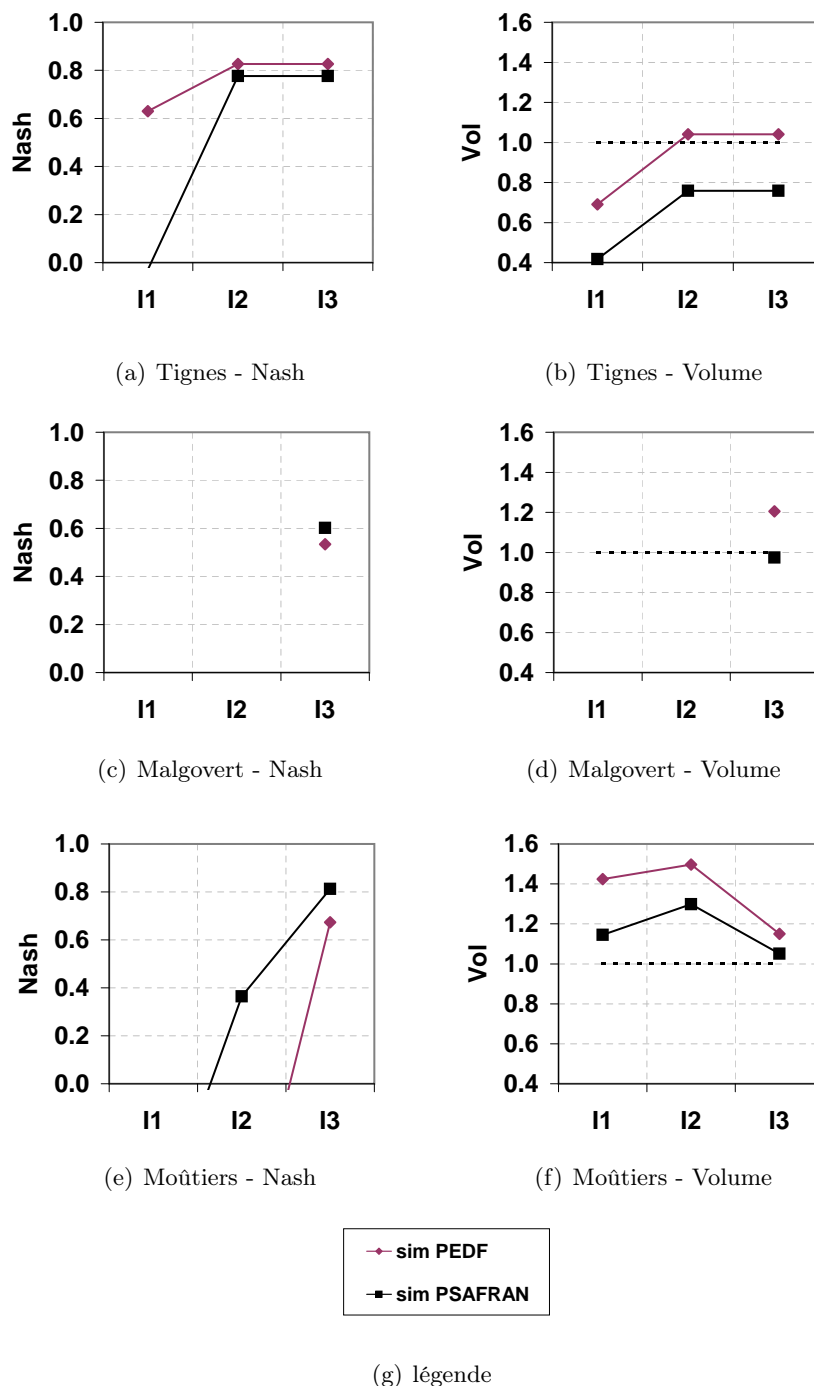 1.0
0.8
0.6
0.4
0.2
0.0
Nash
I1 I2 I3
(a) Tignes - Nash
1.6
1.4
1.2
1.0
0.8
0.6
0.4
Vol
I1 I2 I3
(b) Tignes - Volume
1.0
0.8
0.6
0.4
0.2
0.0
Nash
I1 I2 I3
(c) Malgovert - Nash
1.6
1.4
1.2
1.0
0.8
0.6
0.4
Vol
I1 I2 I3
(d) Malgovert - Volume
1.0
0.8
0.6
0.4
0.2
0.0
Nash
I1 I2 I3
(e) Moûtiers - Nash
1.6
1.4
1.2
1.0
0.8
0.6
0.4
Vol
I1 I2 I3
(f) Moûtiers - Volume
sim PEDF
sim PSAFRAN
(g) légende